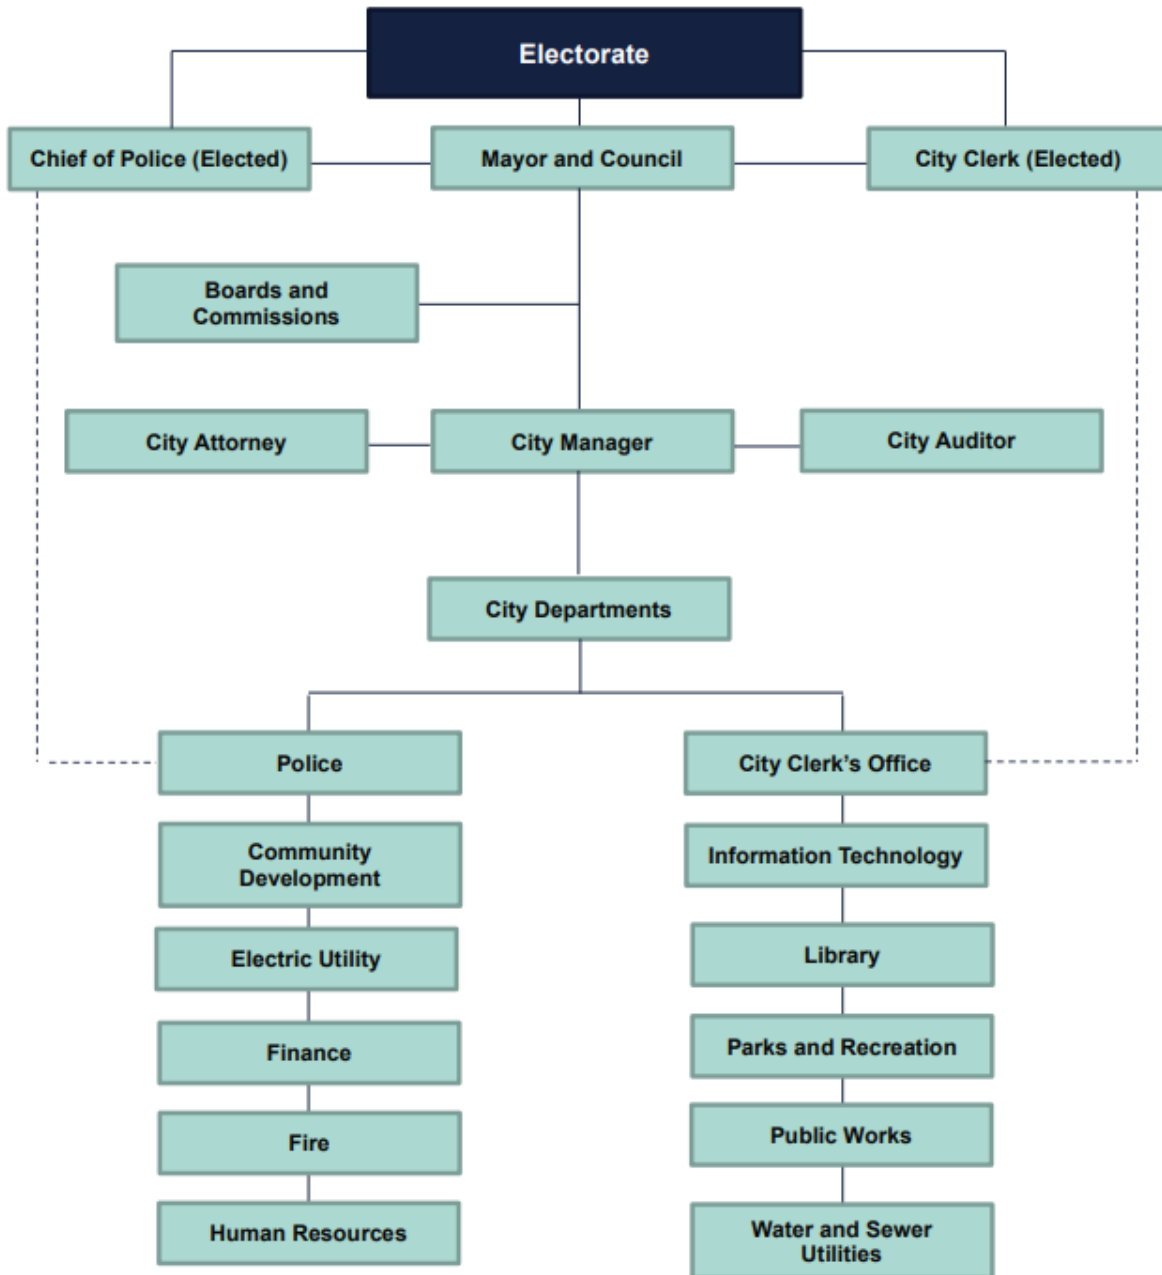 Electorate
Chief of Police (Elected)
Mayor and Council
City Clerk (Elected)
Boards and
Commissions
City Attorney
City Manager
City Auditor
City Departments
Police
City Clerk’s Office
Community
Development
Information Technology
Electric Utility
Library
Finance
Parks and Recreation
Fire
Public Works
Human Resources
Water and Sewer
Utilities